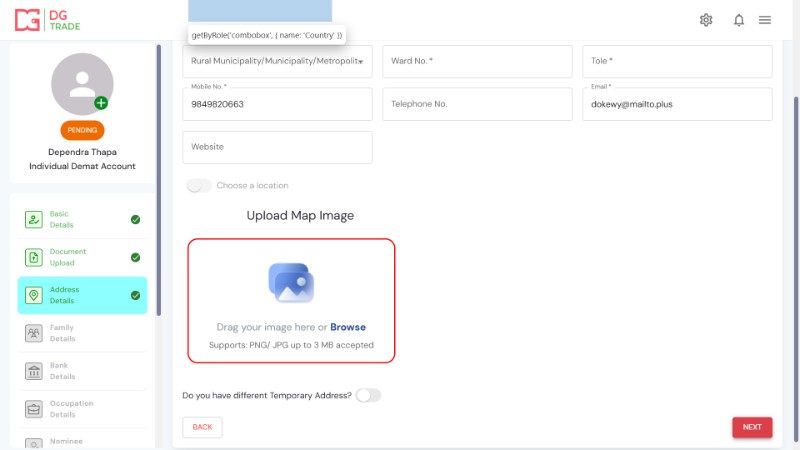 DG
TRADE
getByRole('combobox', { name: 'Country' })
PENDING
Dependra Thapa
Individual Demat Account
Basic
Details
Document
Upload
Address
Details
Family
Details
Bank
Details
Occupation
Details
Nominee
Rural Municipality/Municipality/Metropolit
Ward No. *
Tole *
Mobile No. *
9849820663
Telephone No.
Email *
dokewy@mailto.plus
Website
Choose a location
Upload Map Image
Drag your image here or Browse
Supports: PNG/ JPG up to 3 MB accepted
Do you have different Temporary Address?
BACK
NEXT